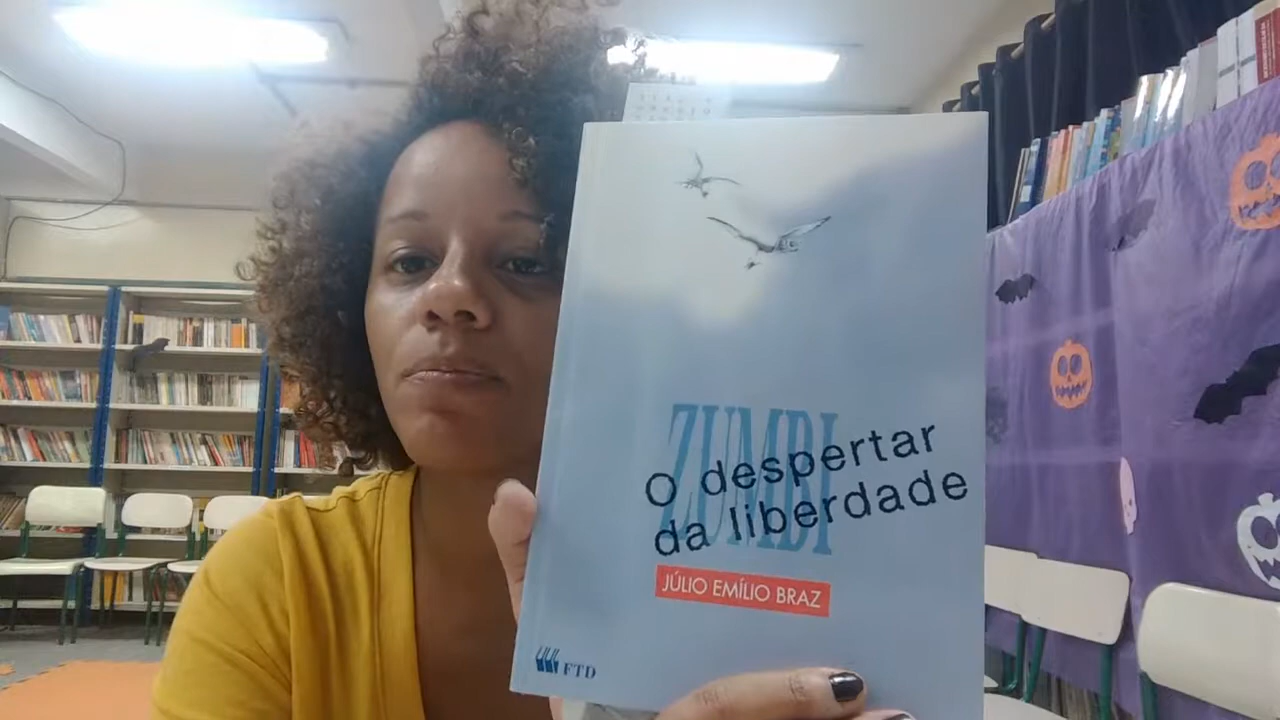 ZUMBI
O despertar
da liberdade
JÚLIO EMÍLIO BRAZ
FTD